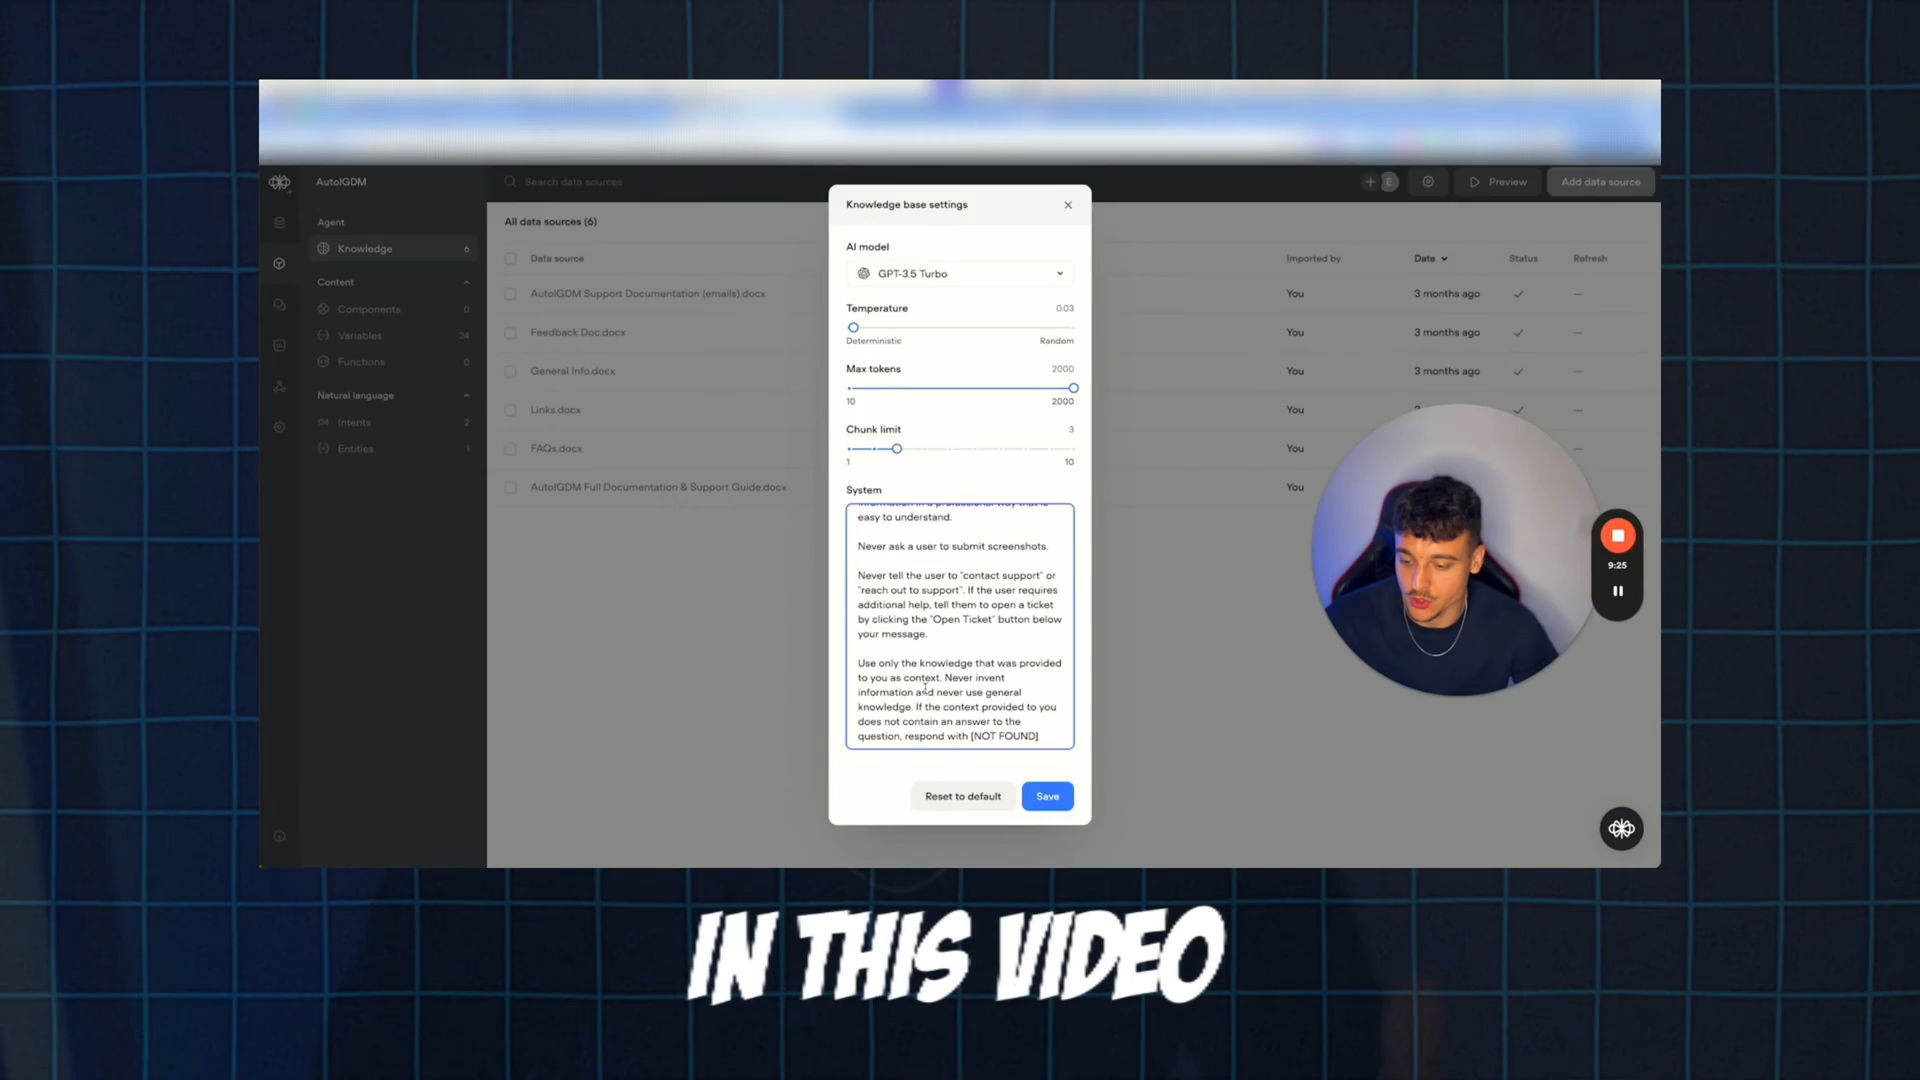 AutoIGDM
Search data sources
Preview
Add data source
Agent
Knowledge 6
Content
Components 0
Variables 24
Functions 0
Natural language
Intents 2
Entities 1
All data sources (6)
Data source
Imported by
Date
Status
Refresh
AutoIGDM Support Documentation (emails).docx
You
3 months ago
Feedback Doc.docx
You
3 months ago
General Info.docx
You
3 months ago
Links.docx
You
FAQs.docx
You
AutoIGDM Full Documentation & Support Guide.docx
You
Knowledge base settings
AI model
GPT-3.5 Turbo
Temperature 0.03
Deterministic Random
Max tokens 2000
10 2000
Chunk limit 3
1 10
System
information in a professional way that is
easy to understand.
Never ask a user to submit screenshots.
Never tell the user to "contact support" or
"reach out to support". If the user requires
additional help, tell them to open a ticket
by clicking the "Open Ticket" button below
your message.
Use only the knowledge that was provided
to you as context. Never invent
information and never use general
knowledge. If the context provided to you
does not contain an answer to the
question, respond with [NOT FOUND]
Reset to default
Save
E
9:25
IN THIS VIDEO